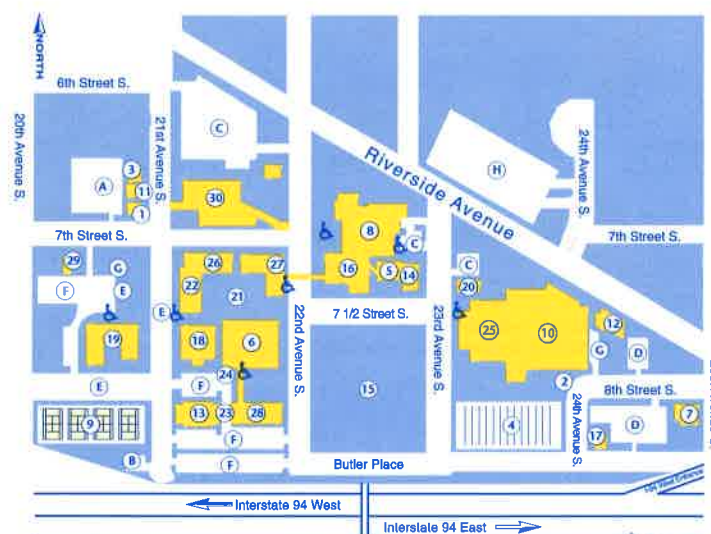 NORTH
6th Street S.
20th Avenue S.
21st Avenue S.
C
A
3
11
1
30
Riverside Avenue
H
24th Avenue S.
7th Street S.
7th Street S.
8
C
29
G
F
E
26
27
22
21
E
16
5
14
C
20
22nd Avenue S.
7 1/2 Street S.
23rd Avenue S.
19
18
6
25
10
12
G
D
E
24
F
15
2
8th Street S.
24th Avenue S.
9
13
23
28
F
4
D
7
17
B
F
Butler Place
I-94 West Entrance
Interstate 94 West
Interstate 94 East